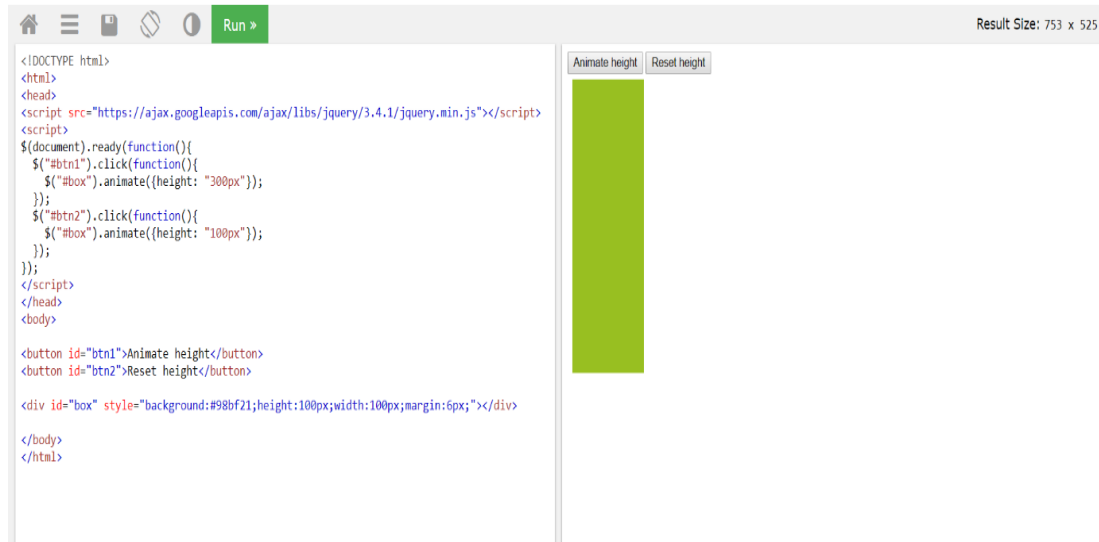 Run »
Result Size: 753 x 525
<!DOCTYPE html>
<html>
<head>
<script src="https://ajax.googleapis.com/ajax/libs/jquery/3.4.1/jquery.min.js"></script>
<script>
$(document).ready(function(){
  $("#btn1").click(function(){
    $("#box").animate({height: "300px"});
  });
  $("#btn2").click(function(){
    $("#box").animate({height: "100px"});
  });
});
</script>
</head>
<body>
<button id="btn1">Animate height</button>
<button id="btn2">Reset height</button>
<div id="box" style="background:#98bf21;height:100px;width:100px;margin:6px;"></div>
</body>
</html>
Animate height
Reset height